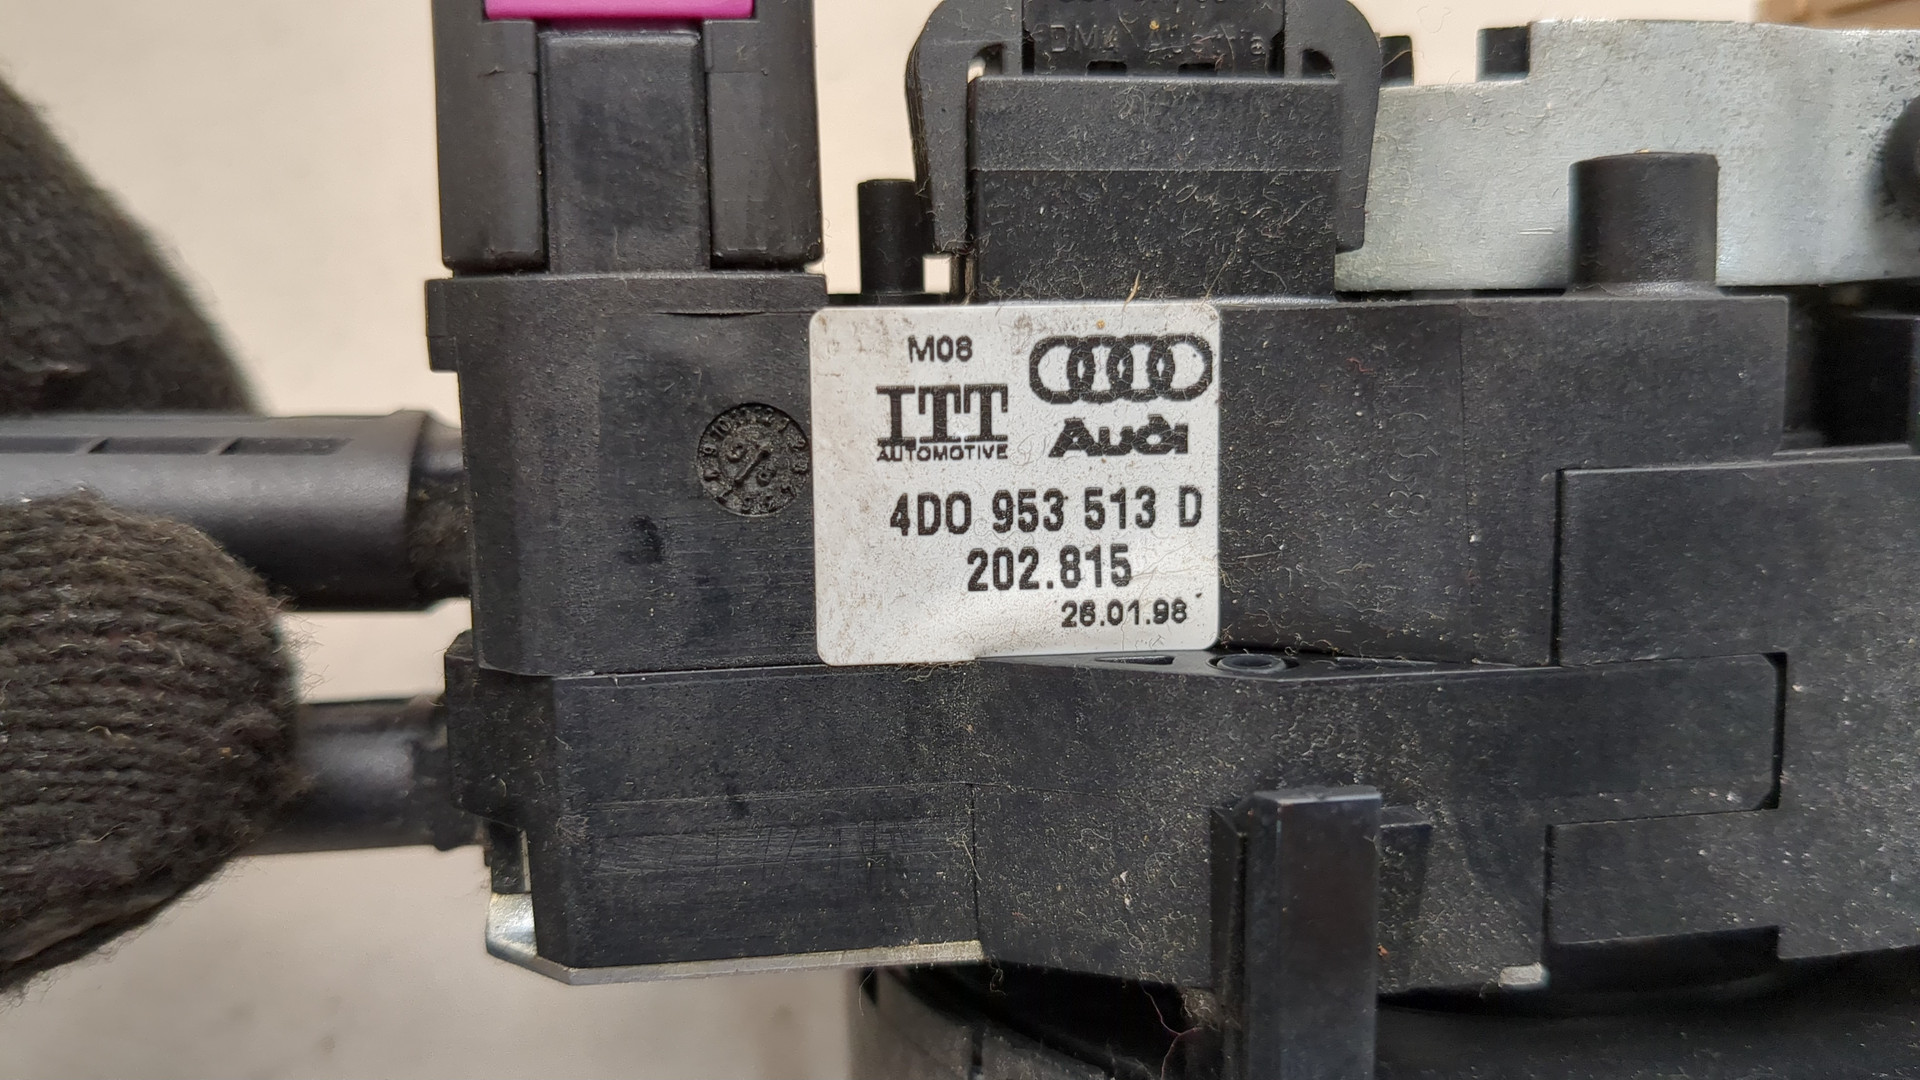 M08
ITT
AUTOMOTIVE
Audi
4D0 953 513 D
202.815
26.01.98